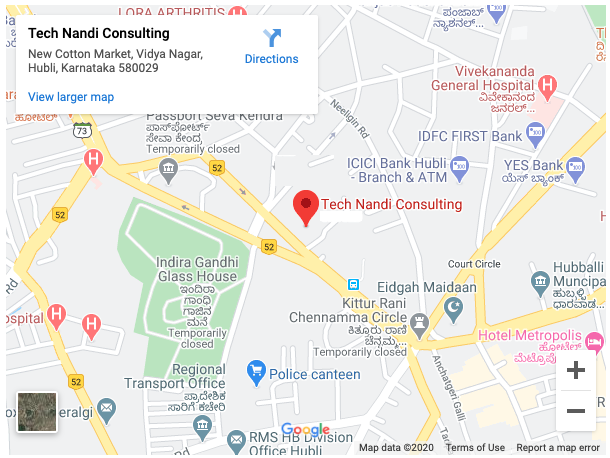 LORA ARTHRITIS
Tech Nandi Consulting
New Cotton Market, Vidya Nagar,
Hubli, Karnataka 580029
Directions
View larger map
ಪಂಜಾಬ್
ನ್ಯಾಶನಲ್...
Vivekananda
General Hospital
ವಿವೇಕಾನಂದ
ಜನರಲ್...
ಹೋಟೆಲ್
73
Passport Seva Kendra
ಪಾಸ್‌ಪೋರ್ಟ್
ಸೇವಾ ಕೇಂದ್ರ
Temporarily closed
Neeligin Rd
IDFC FIRST Bank
ICICI Bank Hubli
- Branch & ATM
YES Bank
ಯೆಸ್ ಬ್ಯಾಂಕ್
52
52
Tech Nandi Consulting
52
Indira Gandhi
Glass House
ಇಂದಿರಾ
ಗಾಂಧಿ
ಗಾಜಿನ
ಮನೆ
Temporarily
closed
Court Circle
Hubballi
Muncipa
ಹುಬ್ಬಳ್ಳಿ
ಧಾರವಾಡ...
Eidgah Maidaan
Kittur Rani
Chennamma Circle
ಕಿತ್ತೂರು ರಾಣಿ
ಚೆನ್ನಮ್ಮ...
Temporarily closed
Rd
ospital
Hotel Metropolis
ಹೋಟೆಲ್
ಮೆಟ್ರೊಪೊ...
52
Regional
Transport Office
ಪ್ರಾದೇಶಿಕ
ಸಾರಿಗೆ ಕಚೇರಿ
Police canteen
Anchatgeri Galli
eralgi
RMS HB Division
Office Hubli
Google
Map data ©2020
Terms of Use
Report a map error